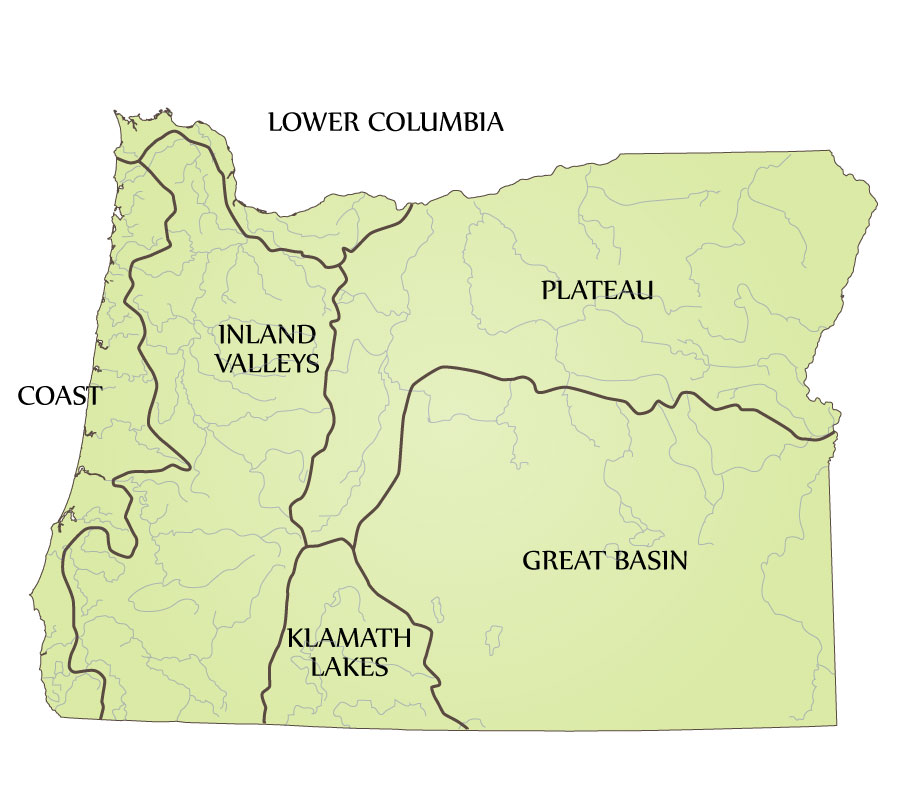 LOWER COLUMBIA
PLATEAU
INLAND
VALLEYS
COAST
GREAT BASIN
KLAMATH
LAKES